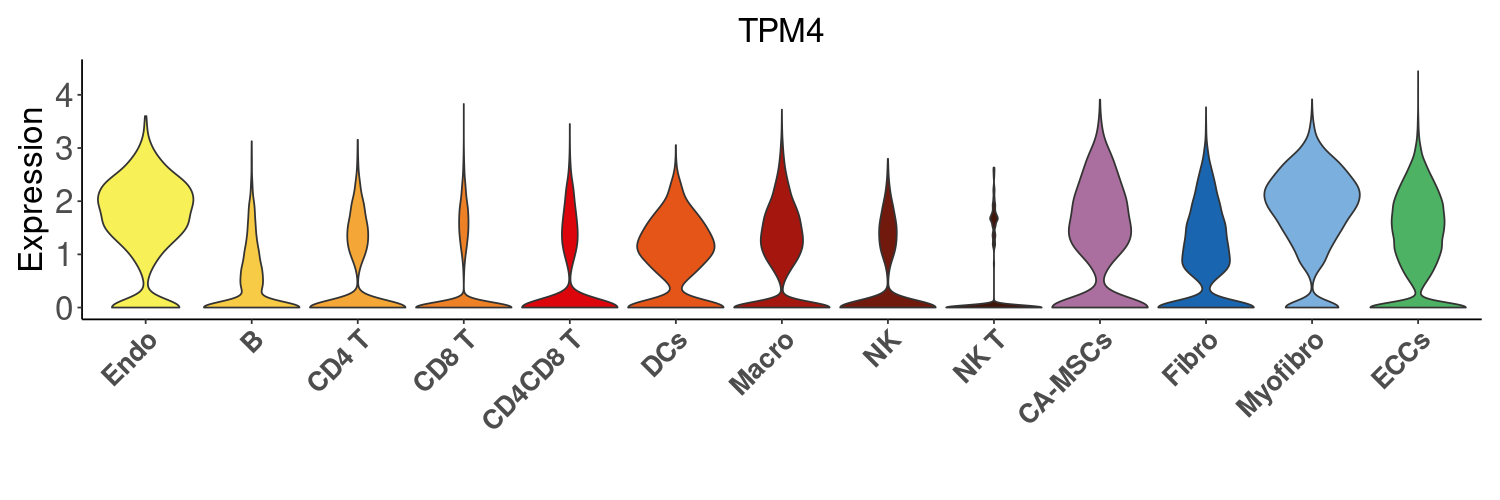 TPM4
Expression
4
3
2
1
0
Endo
B
CD4 T
CD8 T
CD4CD8 T
DCs
Macro
NK
NK T
CA-MSCs
Fibro
Myofibro
ECCs